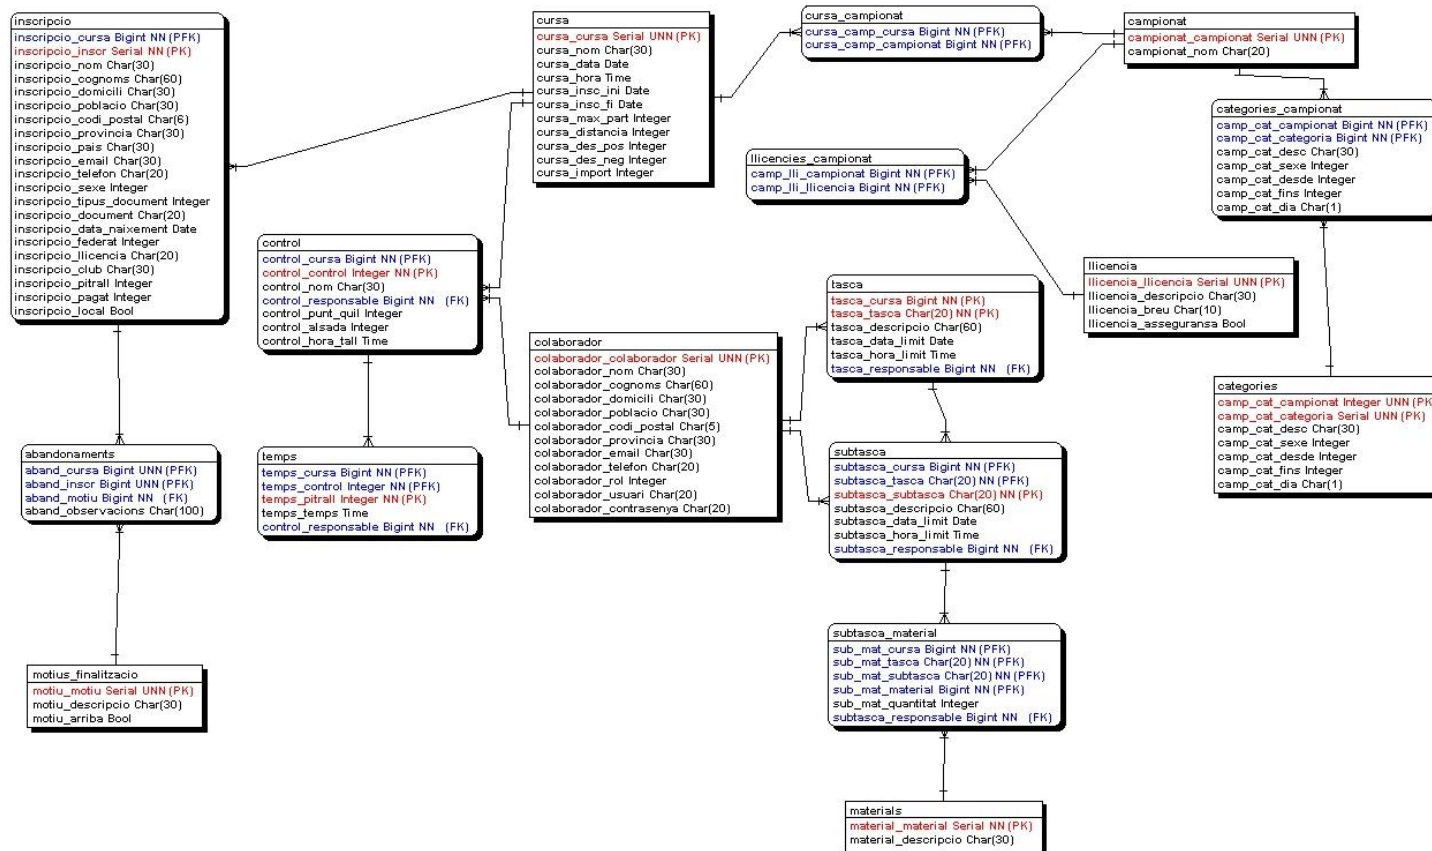 inscripcio
inscripcio_cursa Bigint NN (PFK)
inscripcio_inscr Serial NN (PK)
inscripcio_nom Char(30)
inscripcio_cognoms Char(60)
inscripcio_domicili Char(30)
inscripcio_poblacio Char(30)
inscripcio_codi_postal Char(6)
inscripcio_provincia Char(30)
inscripcio_pais Char(30)
inscripcio_email Char(30)
inscripcio_telefon Char(20)
inscripcio_sexe Integer
inscripcio_tipus_document Integer
inscripcio_document Char(20)
inscripcio_data_naixement Date
inscripcio_federat Integer
inscripcio_llicencia Char(20)
inscripcio_club Char(30)
inscripcio_pitrall Integer
inscripcio_pagat Integer
inscripcio_local Bool
cursa
cursa_cursa Serial UNN (PK)
cursa_nom Char(30)
cursa_data Date
cursa_hora Time
cursa_insc_ini Date
cursa_insc_fi Date
cursa_max_part Integer
cursa_distancia Integer
cursa_des_pos Integer
cursa_des_neg Integer
cursa_import Integer
cursa_campionat
cursa_camp_cursa Bigint NN (PFK)
cursa_camp_campionat Bigint NN (PFK)
campionat
campionat_campionat Serial UNN (PK)
campionat_nom Char(20)
categories_campionat
camp_cat_campionat Bigint NN (PFK)
camp_cat_categoria Bigint NN (PFK)
camp_cat_desc Char(30)
camp_cat_sexe Integer
camp_cat_desde Integer
camp_cat_fins Integer
camp_cat_dia Char(1)
llicencies_campionat
camp_lli_campionat Bigint NN (PFK)
camp_lli_llicencia Bigint NN (PFK)
control
control_cursa Bigint NN (PFK)
control_control Integer NN (PK)
control_nom Char(30)
control_responsable Bigint NN (FK)
control_punt_quil Integer
control_alsada Integer
control_hora_tall Time
llicencia
llicencia_llicencia Serial UNN (PK)
llicencia_descripcio Char(30)
llicencia_breu Char(10)
llicencia_asseguransa Bool
tasca
tasca_cursa Bigint NN (PK)
tasca_tasca Char(20) NN (PK)
tasca_descripcio Char(60)
tasca_data_limit Date
tasca_hora_limit Time
tasca_responsable Bigint NN (FK)
colaborador
colaborador_colaborador Serial UNN (PK)
colaborador_nom Char(30)
colaborador_cognoms Char(60)
colaborador_domicili Char(30)
colaborador_poblacio Char(30)
colaborador_codi_postal Char(5)
colaborador_provincia Char(30)
colaborador_email Char(30)
colaborador_telefon Char(20)
colaborador_rol Integer
colaborador_usuari Char(20)
colaborador_contrasenya Char(20)
categories
camp_cat_campionat Integer UNN (PK
camp_cat_categoria Serial UNN (PK)
camp_cat_desc Char(30)
camp_cat_sexe Integer
camp_cat_desde Integer
camp_cat_fins Integer
camp_cat_dia Char(1)
abandonaments
aband_cursa Bigint UNN (PFK)
aband_inscr Bigint UNN (PFK)
aband_motiu Bigint NN (FK)
aband_observacions Char(100)
temps
temps_cursa Bigint NN (PFK)
temps_control Integer NN (PFK)
temps_pitrall Integer NN (PK)
temps_temps Time
control_responsable Bigint NN (FK)
subtasca
subtasca_cursa Bigint NN (PFK)
subtasca_tasca Char(20) NN (PFK)
subtasca_subtasca Char(20) NN (PK)
subtasca_descripcio Char(60)
subtasca_data_limit Date
subtasca_hora_limit Time
subtasca_responsable Bigint NN (FK)
subtasca_material
sub_mat_cursa Bigint NN (PFK)
sub_mat_tasca Char(20) NN (PFK)
sub_mat_subtasca Char(20) NN (PFK)
sub_mat_material Bigint NN (PFK)
sub_mat_quantitat Integer
subtasca_responsable Bigint NN (FK)
motius_finalitzacio
motiu_motiu Serial UNN (PK)
motiu_descripcio Char(30)
motiu_arriba Bool
materials
material_material Serial NN (PK)
material_descripcio Char(30)